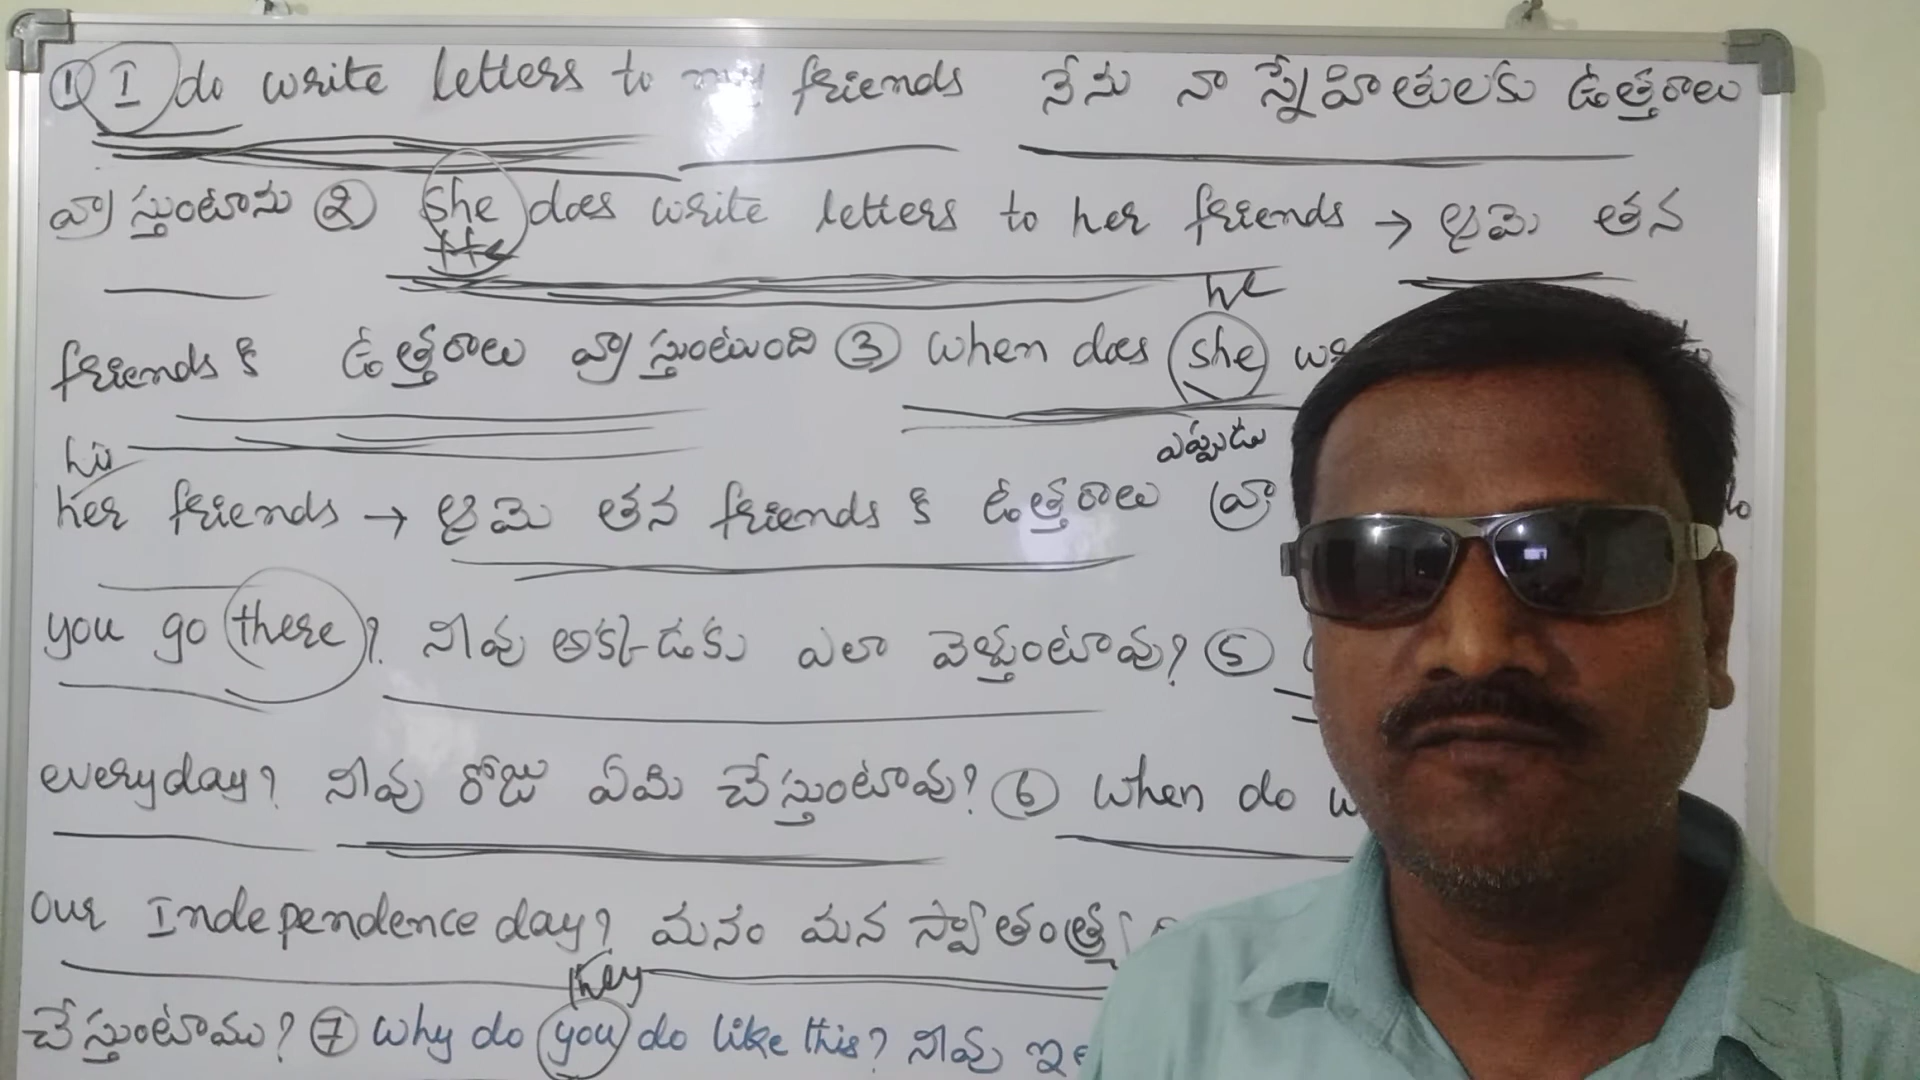 ① I do write letters to my friends నేను నా స్నేహితులకు ఉత్తరాలు
వ్రాస్తుంటాను ② she does write letters to her friends → ఆమె తన
He
he
friends కి ఉత్తరాలు వ్రాస్తుంటుంది ③ when does she
ఎప్పుడు
his
her friends → ఆమె తన friends కి ఉత్తరాలు వ్రా
you go there? నీవు అక్కడకు ఎలా వెళ్తుంటావు? ⑤
everyday? నీవు రోజు ఏమి చేస్తుంటావు? ⑥ when do
our Independence day? మనం మన స్వాతంత్ర్య
they
చేస్తుంటాము? ⑦ why do you do like this? నీవు